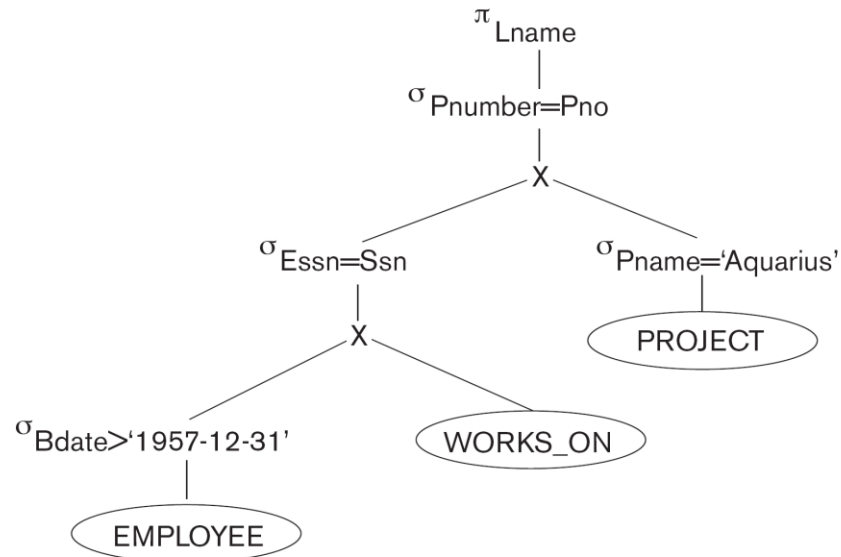 π Lname
σ Pnumber=Pno
X
σ Essn=Ssn
σ Pname=‘Aquarius’
X
PROJECT
σ Bdate>‘1957-12-31’
WORKS_ON
EMPLOYEE